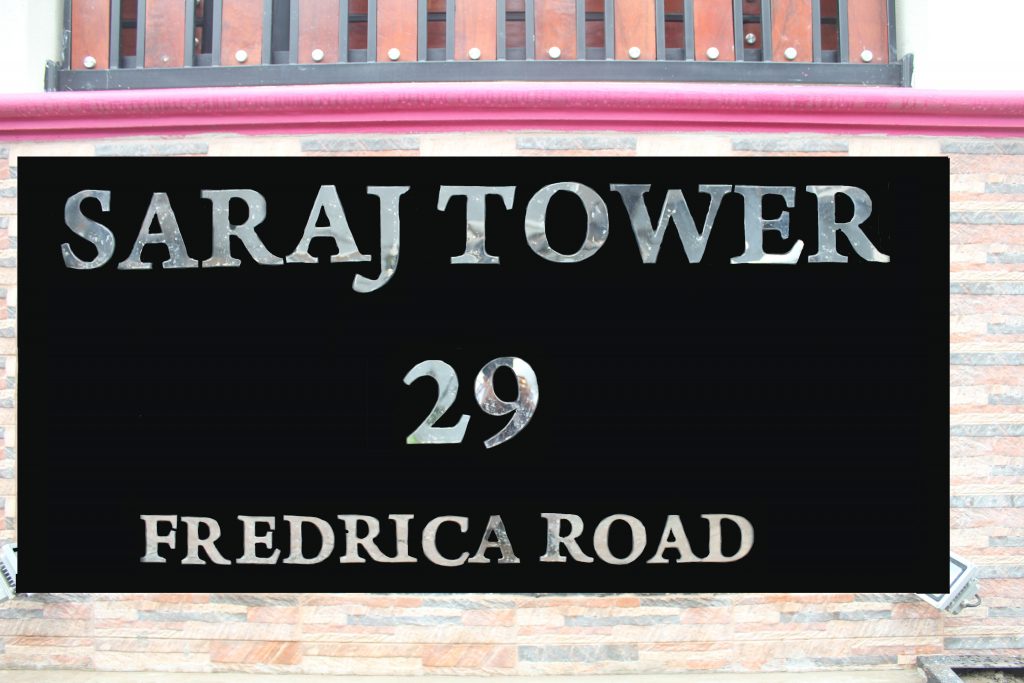 SARAJ TOWER
29
FREDRICA ROAD